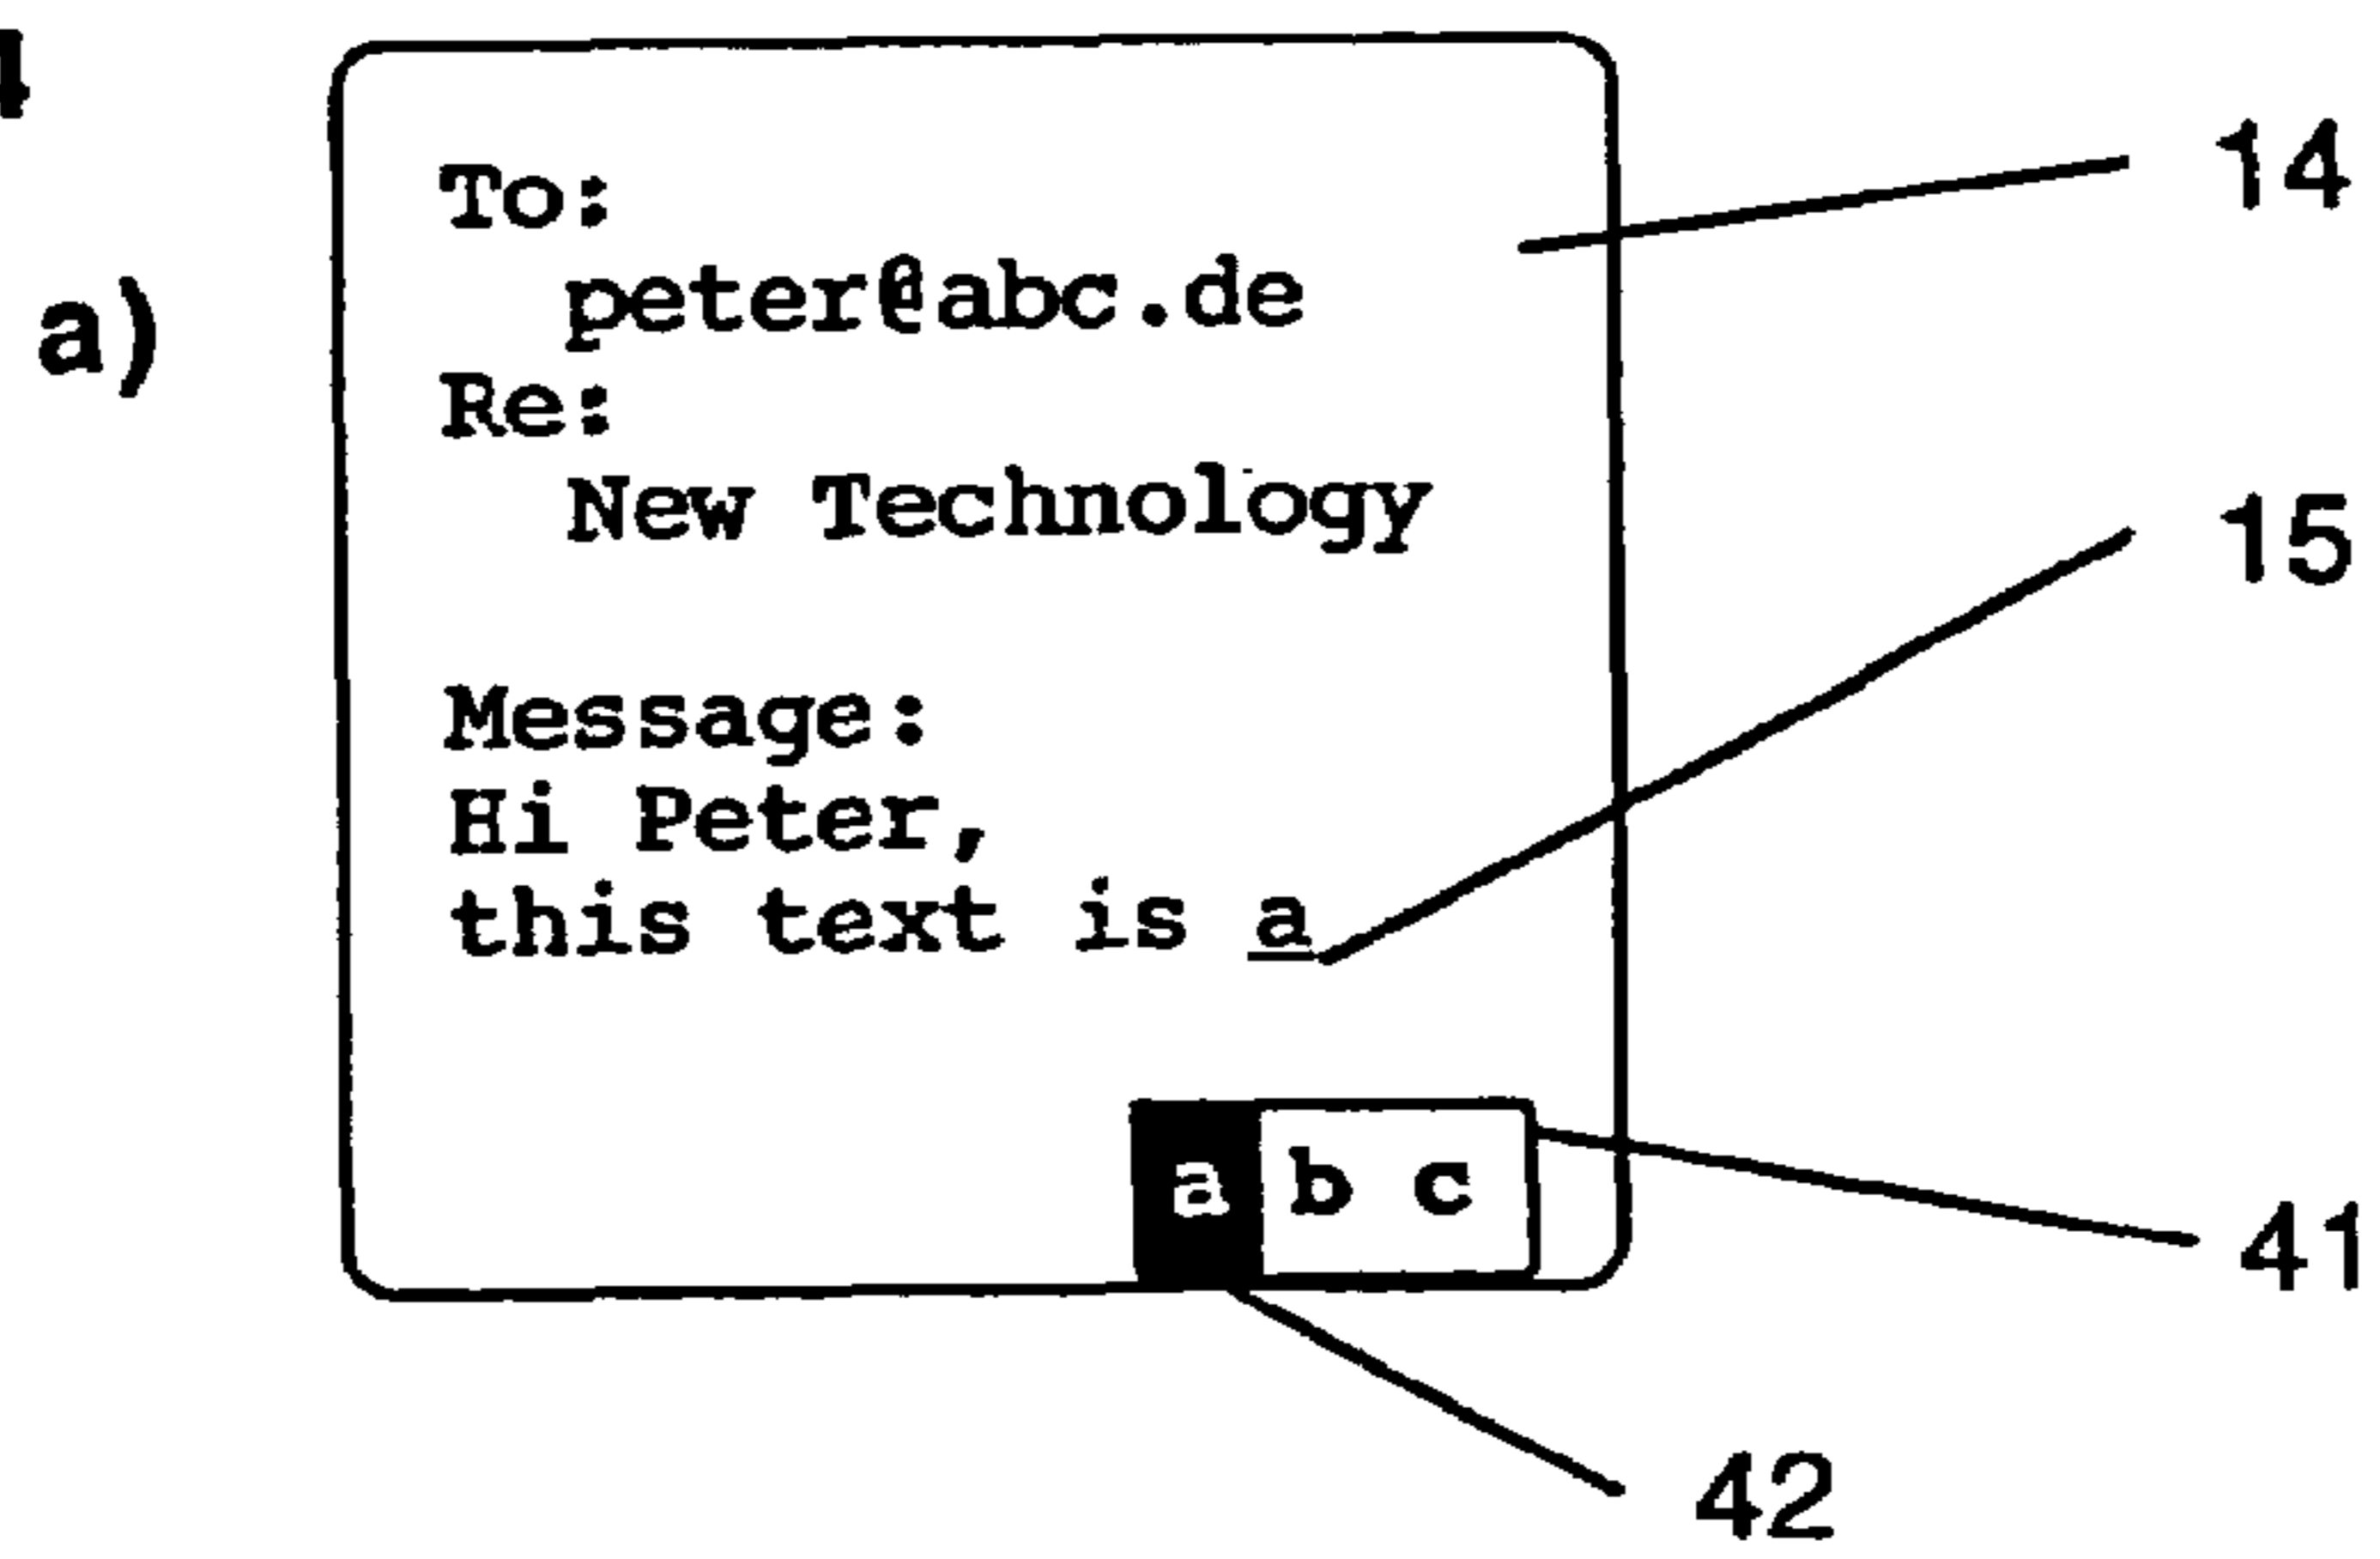 4
14
To:
peter@abc.de
a)
Re:
New Technology
15
Message:
Hi Peter,
this text is a
a b c
41
42